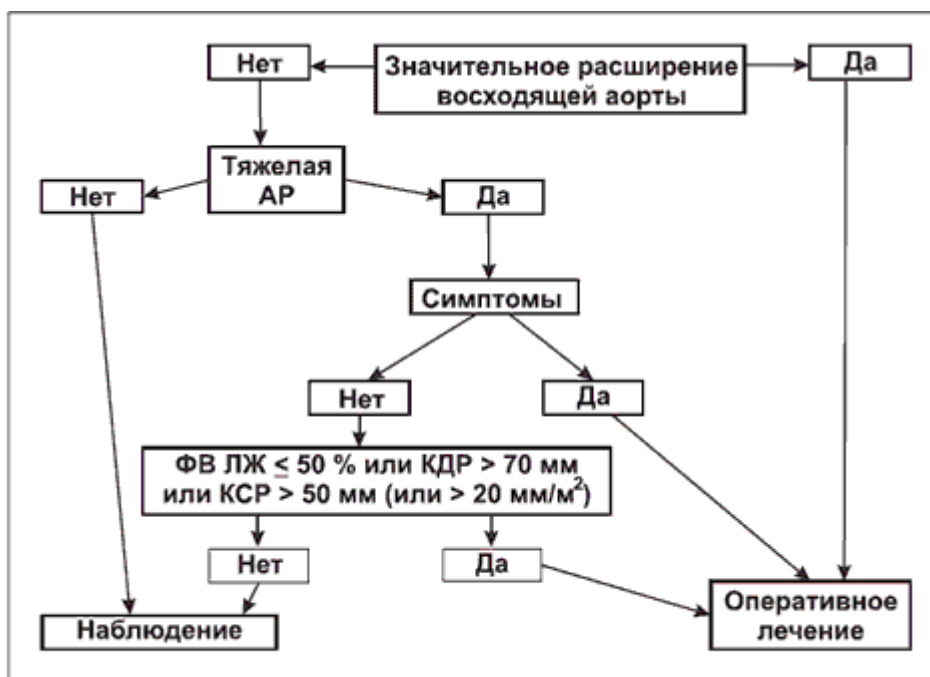 Нет
Значительное расширение
восходящей аорты
Да
Тяжелая
АР
Нет
Да
Симптомы
Нет
Да
ФВ ЛЖ ≤ 50 % или КДР > 70 мм
или КСР > 50 мм (или > 20 мм/м²)
Нет
Да
Наблюдение
Оперативное
лечение